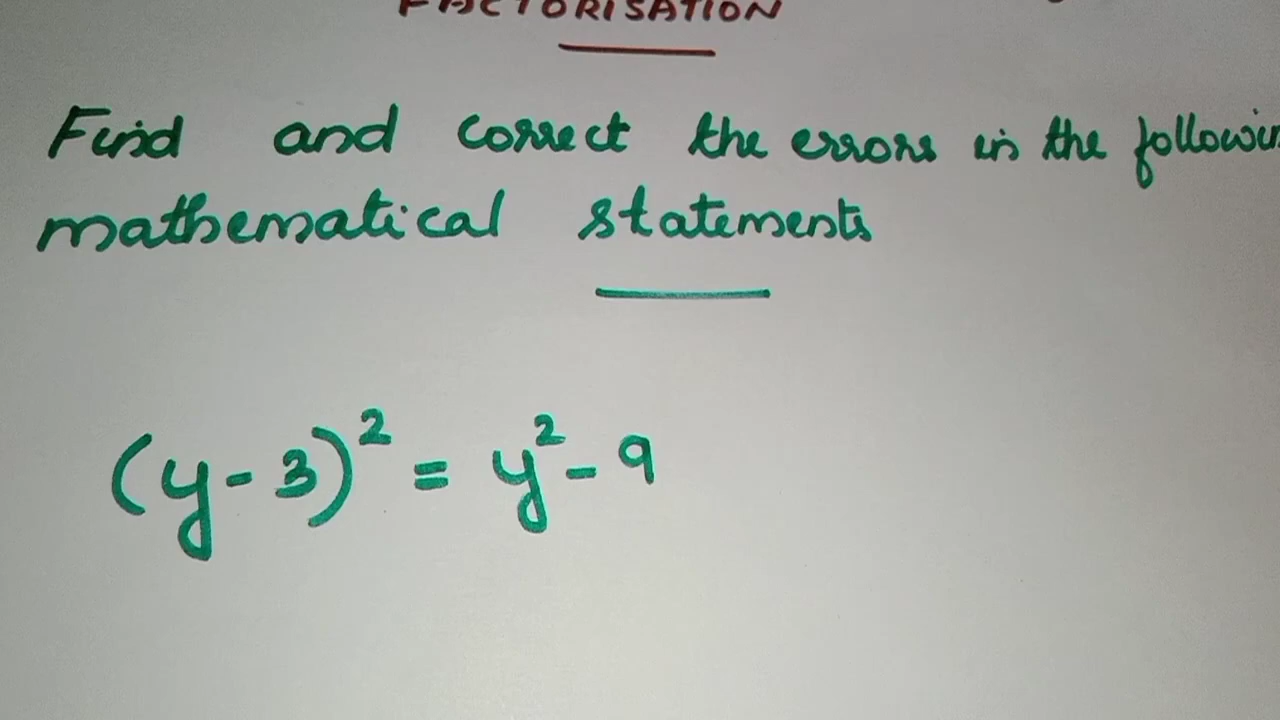 FACTORISATION
Find and correct the errors in the
mathematical statements
(y-3)² = y²-9